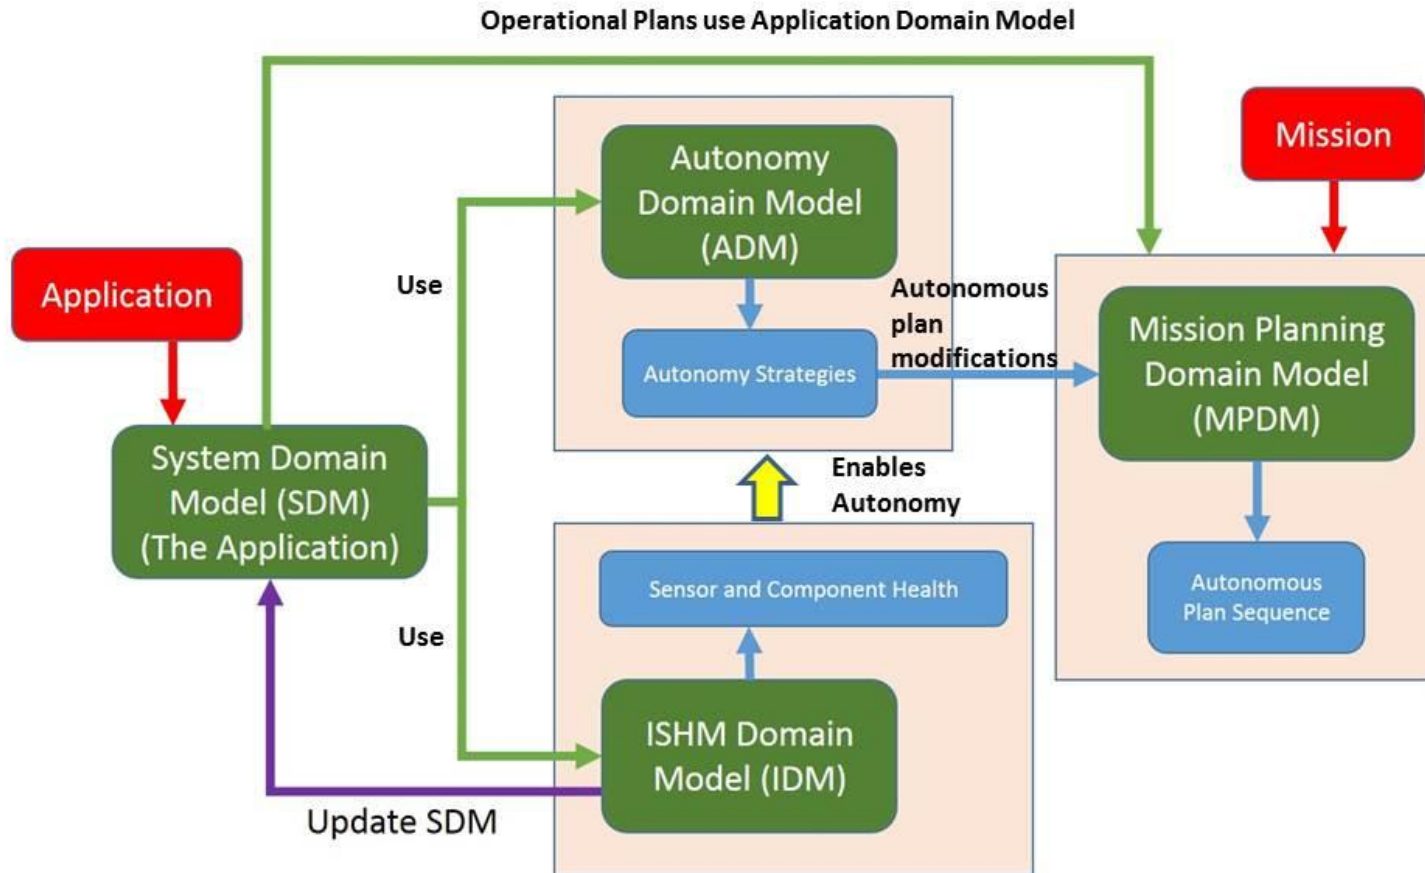 Operational Plans use Application Domain Model
Mission
Autonomy
Domain Model
(ADM)
Application
Use
Autonomous
plan
modifications
Mission Planning
Domain Model
(MPDM)
Autonomy Strategies
System Domain
Model (SDM)
(The Application)
Enables
Autonomy
Sensor and Component Health
Autonomous
Plan Sequence
Use
ISHM Domain
Model (IDM)
Update SDM